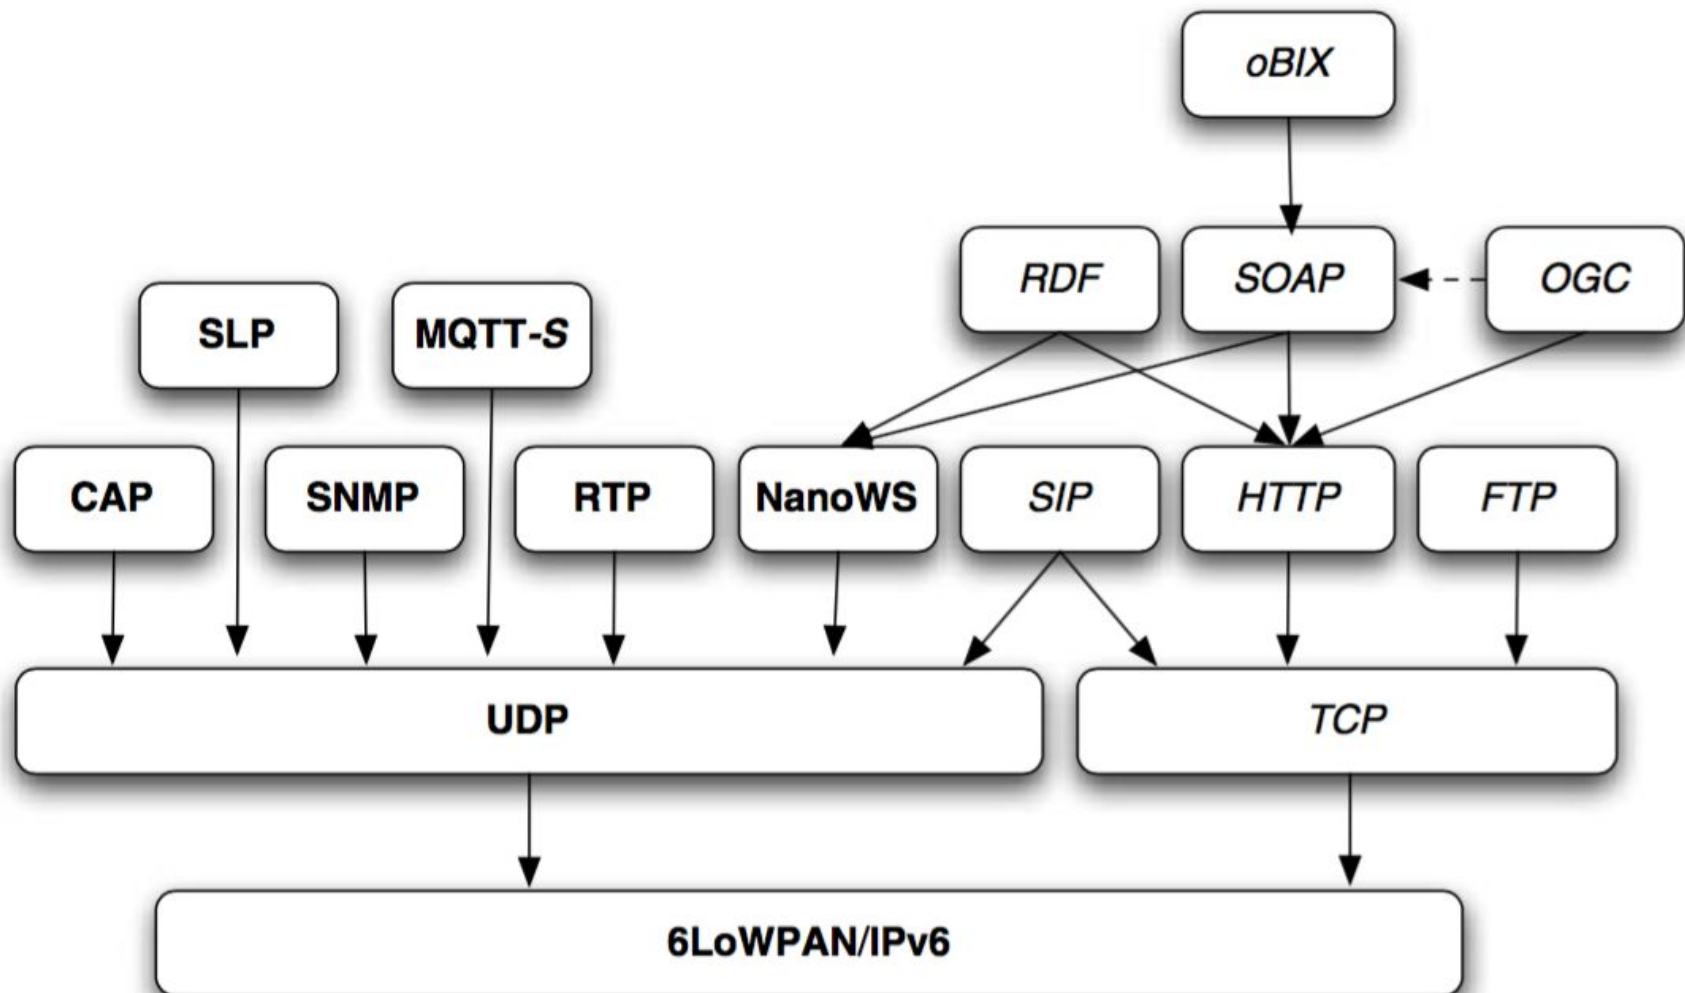 oBIX
RDF
SOAP
OGC
SLP
MQTT-S
CAP
SNMP
RTP
NanoWS
SIP
HTTP
FTP
UDP
TCP
6LoWPAN/IPv6